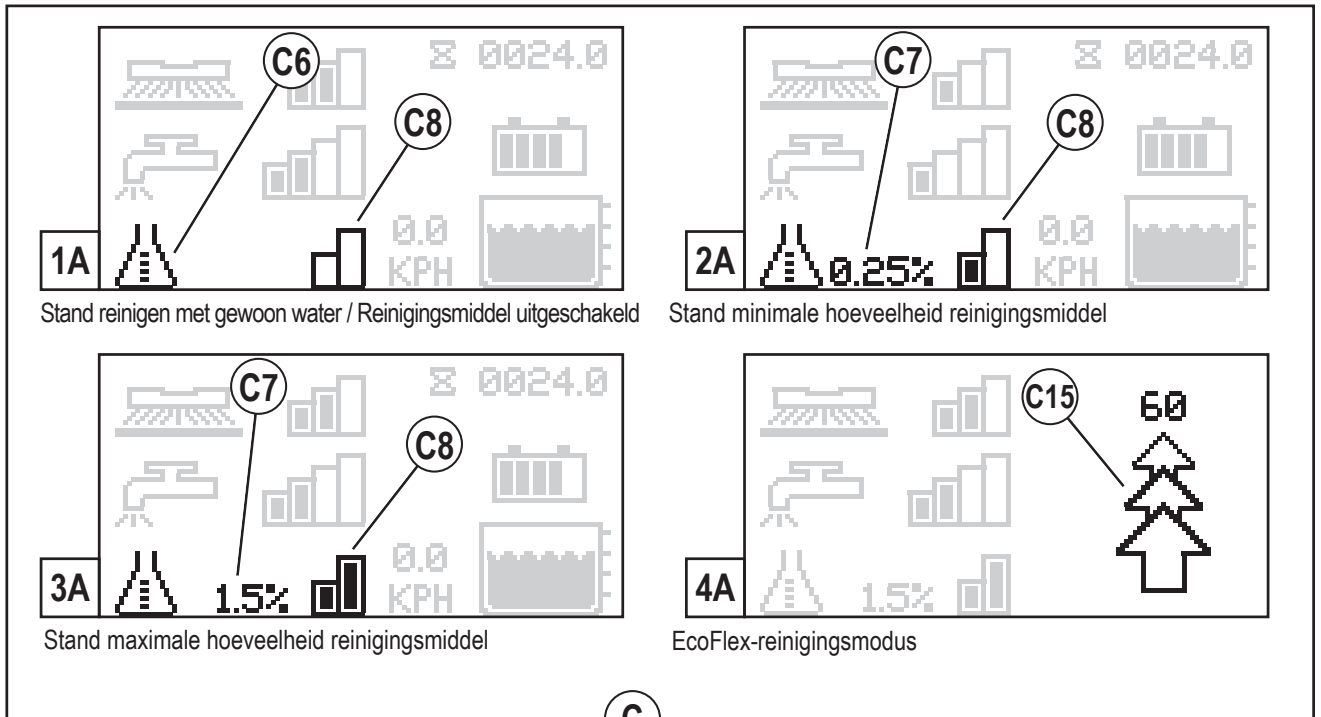 C6
0024.0
C8
0.0
KPH
1A
Stand reinigen met gewoon water / Reinigingsmiddel uitgeschakeld
C7
0024.0
C8
0.0
KPH
2A
0.25%
Stand minimale hoeveelheid reinigingsmiddel
C7
0024.0
C8
0.0
KPH
3A
1.5%
Stand maximale hoeveelheid reinigingsmiddel
C15
60
4A
1.5%
EcoFlex-reinigingsmodus
C